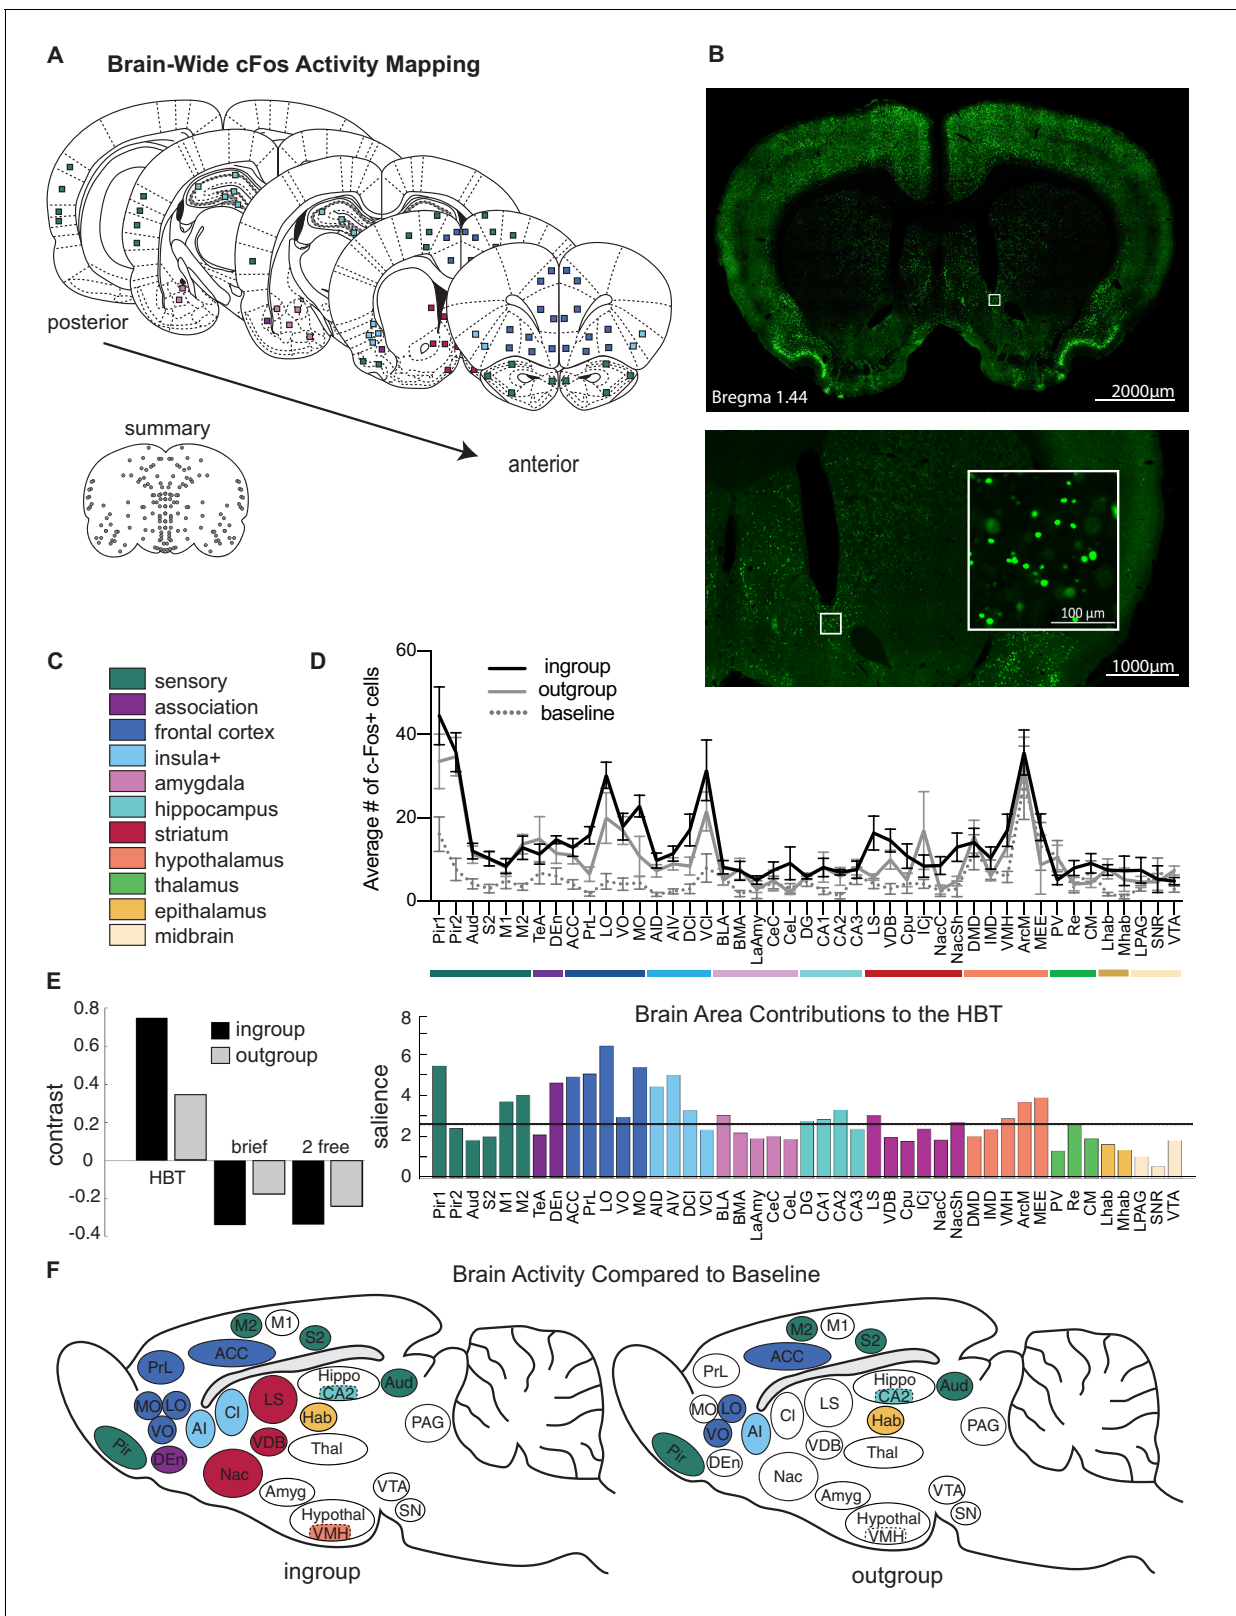 A
Brain-Wide cFos Activity Mapping
posterior
anterior
summary
B
Bregma 1.44
2000µm
100 µm
1000µm
C
sensory
association
frontal cortex
insula+
amygdala
hippocampus
striatum
hypothalamus
thalamus
epithalamus
midbrain
D
60
40
20
0
Average # of c-Fos+ cells
ingroup
outgroup
baseline
Pir1 Pir2 Aud S2 M1 M2 TeA DEn ACC PrL LO VO MO AID AIV DCI VCI BLA BMA LaAmy CeC CeL DG CA1 CA2 CA3 LS VDB Cpu ICj NacC NacSh DMD IMD VMH ArcM MEE PV Re CM Lhab Mhab LPAG SNR VTA
E
0.8
0.6
0.4
0.2
0
-0.2
-0.4
contrast
ingroup
outgroup
HBT
brief
2 free
Brain Area Contributions to the HBT
8
6
4
2
0
salience
Pir1 Pir2 Aud S2 M1 M2 TeA DEn ACC PrL LO VO MO AID AIV DCI VCI BLA BMA LaAmy CeC CeL DG CA1 CA2 CA3 LS VDB Cpu ICj NacC NacSh DMD IMD VMH ArcM MEE PV Re CM Lhab Mhab LPAG SNR VTA
F
Brain Activity Compared to Baseline
M2
M1
S2
ACC
PrL
Hippo
CA2
Aud
LS
CI
MO
LO
VO
AI
Hab
PAG
Pir
DEn
VDB
Thal
Nac
Amyg
VTA
SN
Hypothal
VMH
ingroup
M2
M1
S2
ACC
PrL
Hippo
CA2
Aud
LS
CI
MO
LO
VO
AI
Hab
PAG
Pir
DEn
VDB
Thal
Nac
Amyg
VTA
SN
Hypothal
VMH
outgroup